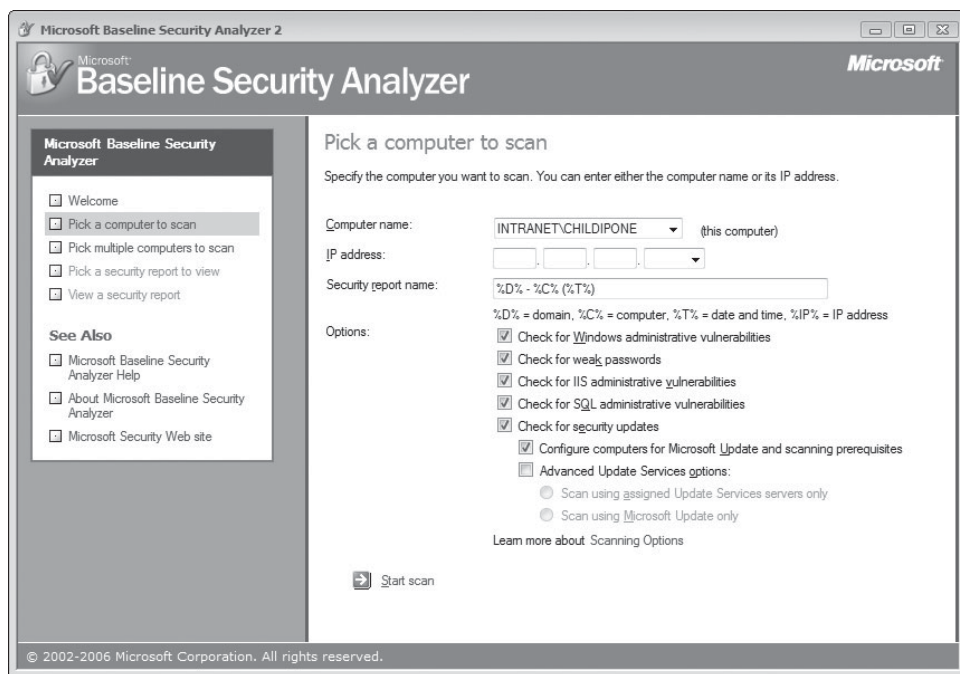 Microsoft Baseline Security Analyzer 2
Microsoft
Baseline Security Analyzer
Microsoft
Microsoft Baseline Security
Analyzer
Welcome
Pick a computer to scan
Pick multiple computers to scan
Pick a security report to view
View a security report
See Also
Microsoft Baseline Security
Analyzer Help
About Microsoft Baseline Security
Analyzer
Microsoft Security Web site
Pick a computer to scan
Specify the computer you want to scan. You can enter either the computer name or its IP address.
Computer name: INTRANET\CHILDIPONE (this computer)
IP address: . . .
Security report name: %D% - %C% (%T%)
%D% = domain, %C% = computer, %T% = date and time, %IP% = IP address
Options:
Check for Windows administrative vulnerabilities
Check for weak passwords
Check for IIS administrative vulnerabilities
Check for SQL administrative vulnerabilities
Check for security updates
Configure computers for Microsoft Update and scanning prerequisites
Advanced Update Services options:
Scan using assigned Update Services servers only
Scan using Microsoft Update only
Learn more about Scanning Options
Start scan
© 2002-2006 Microsoft Corporation. All rights reserved.